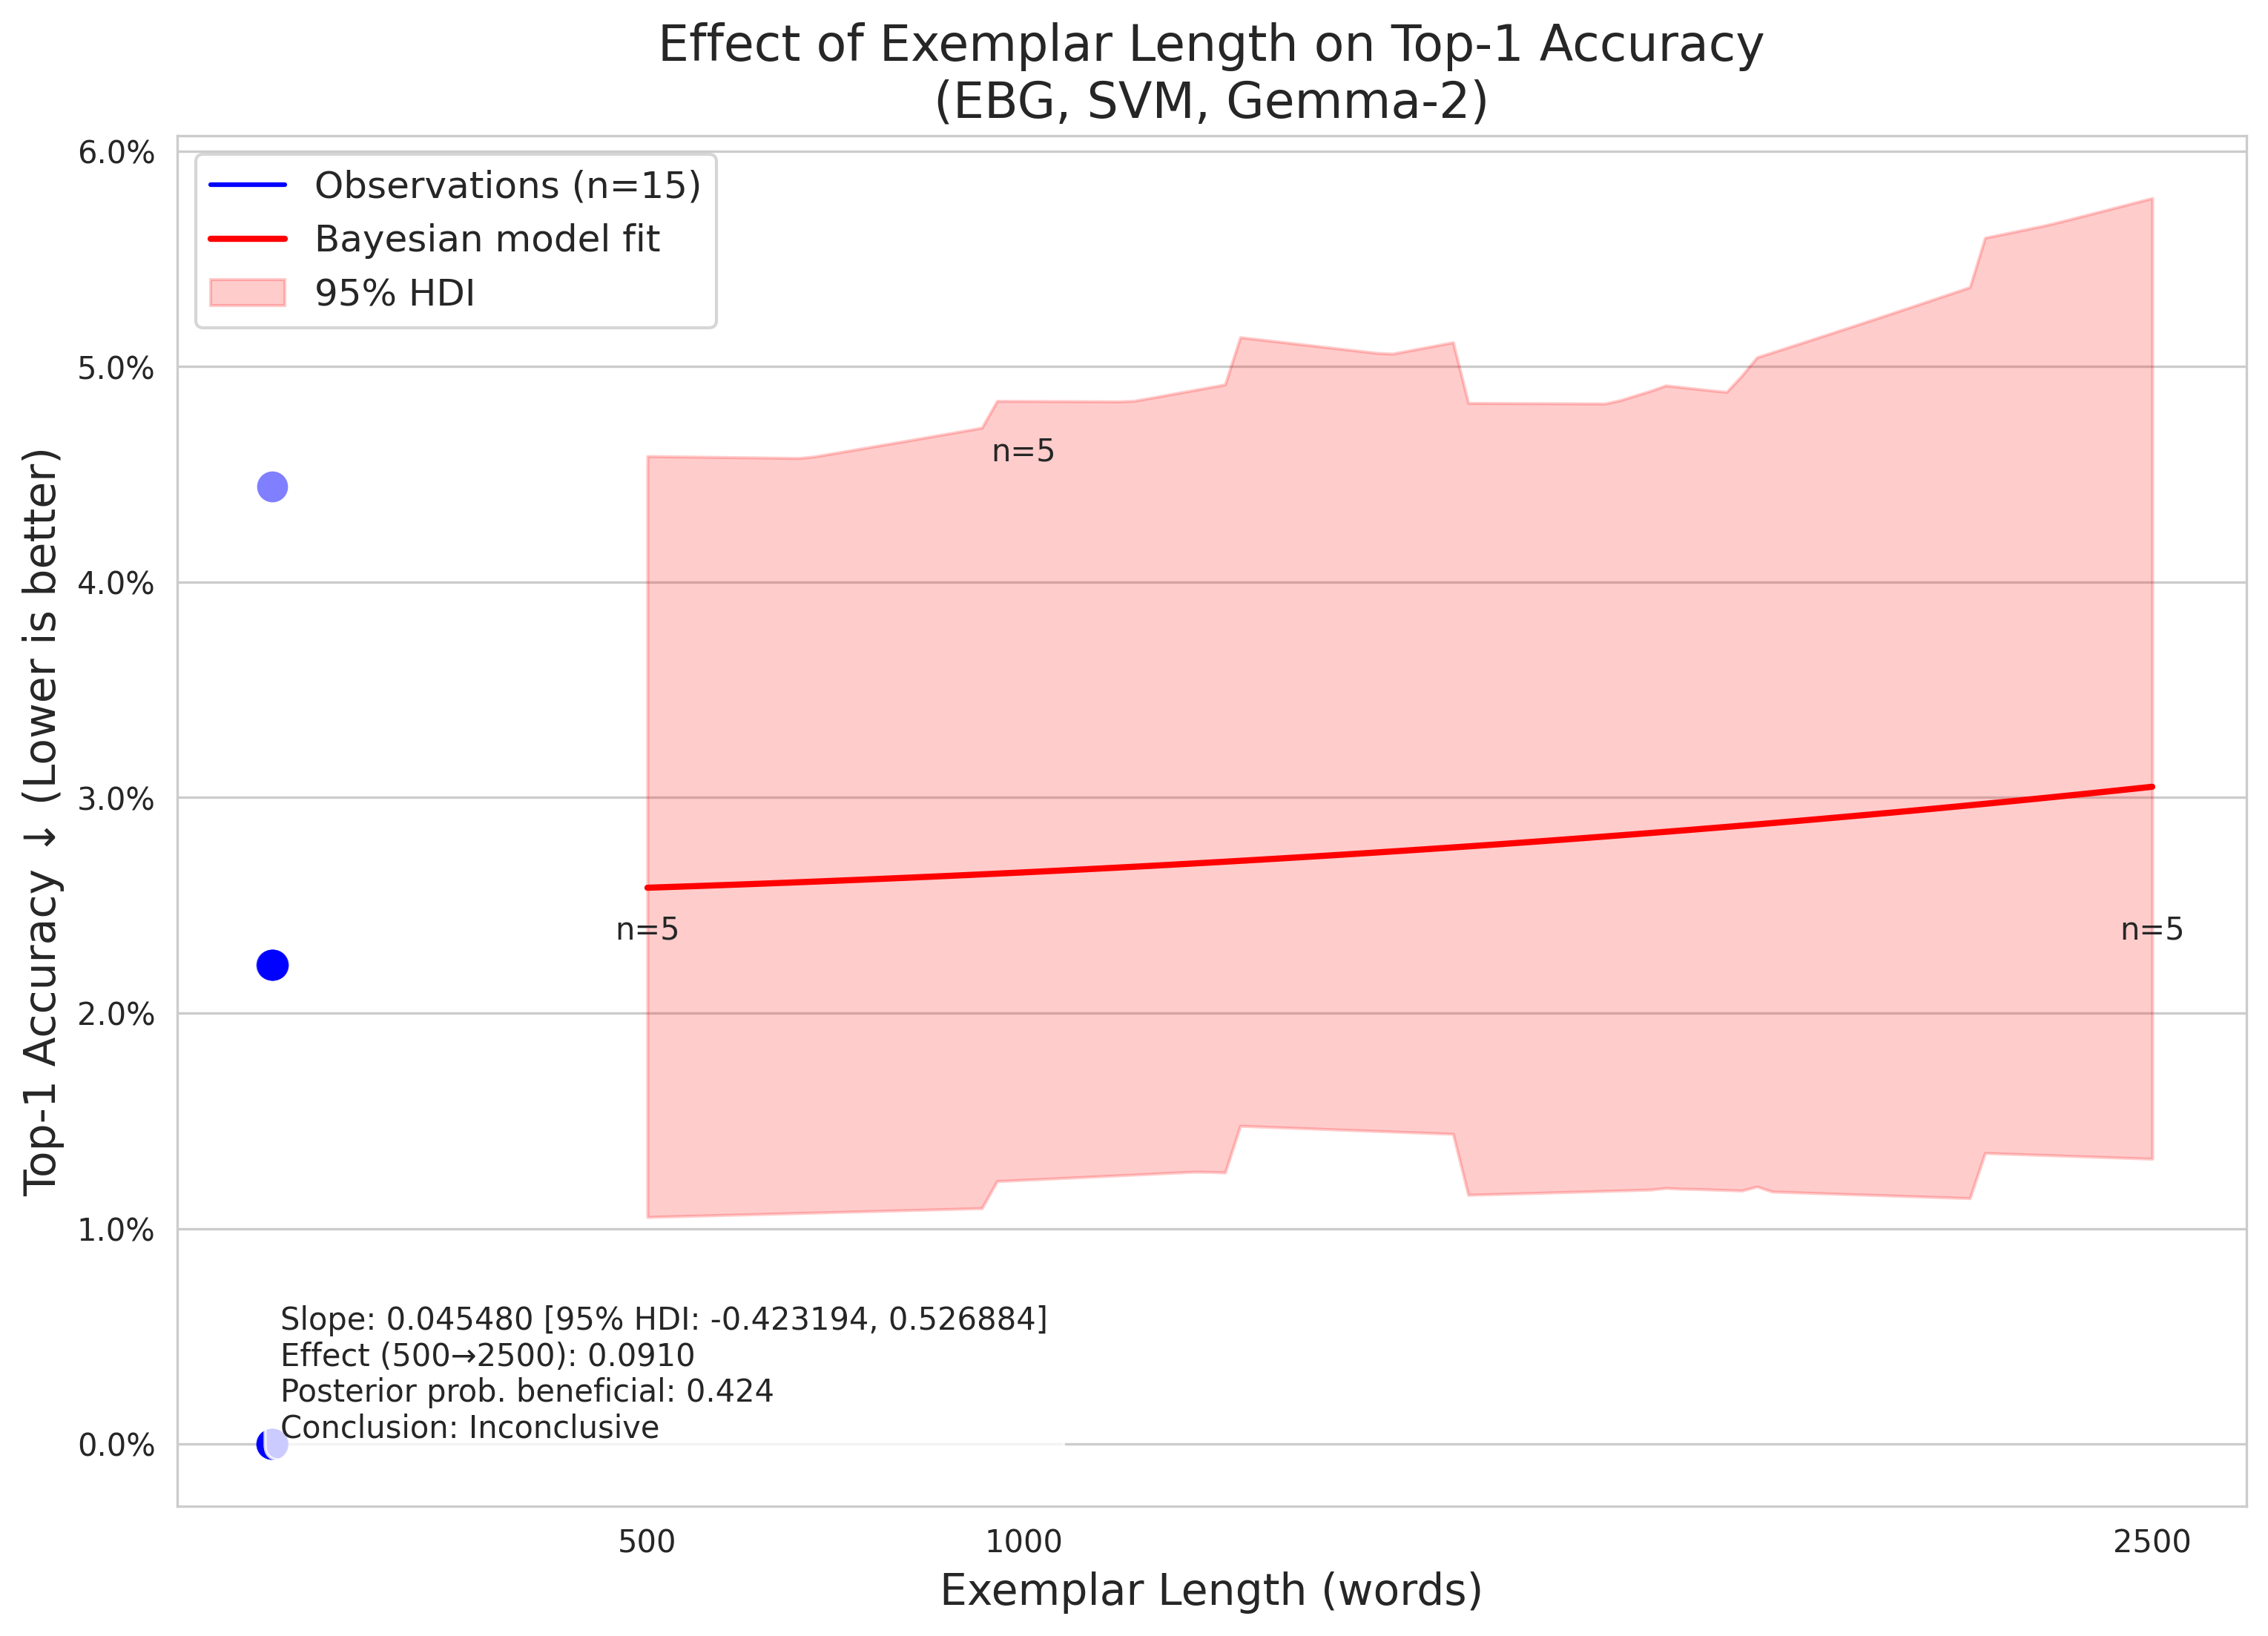 Effect of Exemplar Length on Top-1 Accuracy
(EBG, SVM, Gemma-2)
Top-1 Accuracy ↓ (Lower is better)
6.0%
5.0%
4.0%
3.0%
2.0%
1.0%
0.0%
Observations (n=15)
Bayesian model fit
95% HDI
n=5
n=5
n=5
Slope: 0.045480 [95% HDI: -0.423194, 0.526884]
Effect (500→2500): 0.0910
Posterior prob. beneficial: 0.424
Conclusion: Inconclusive
500
1000
2500
Exemplar Length (words)